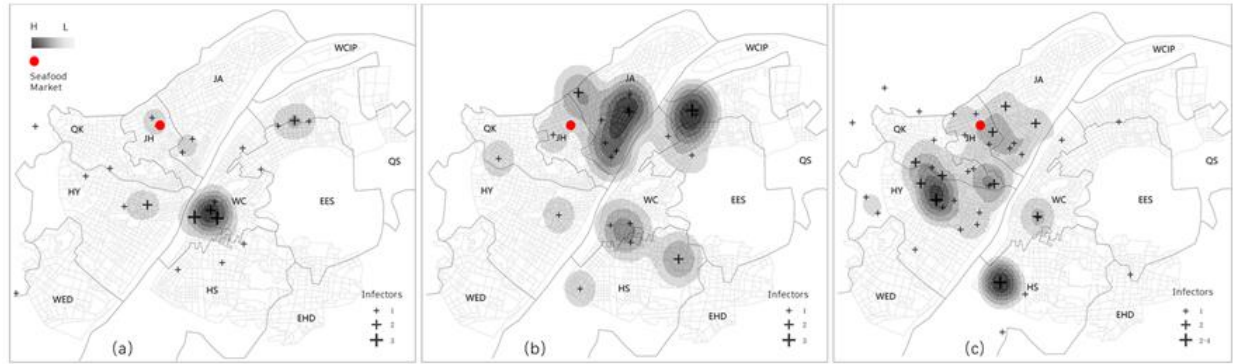 H L
Seafood
Market
WCIP
JA
QK
JH
QS
HY
WC
EES
WED
HS
EHD
Infectors
1
2
3
(a)
WCIP
JA
QK
JH
QS
HY
WC
EES
WED
HS
EHD
Infectors
1
2
3
(b)
WCIP
JA
QK
JH
QS
HY
WC
EES
WED
HS
EHD
Infectors
1
2-4
(c)